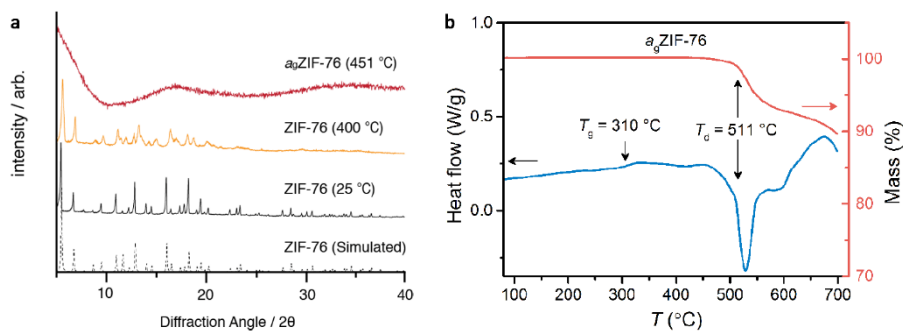 a
intensity / arb.
agZIF-76 (451 °C)
ZIF-76 (400 °C)
ZIF-76 (25 °C)
ZIF-76 (Simulated)
10
20
30
40
Diffraction Angle / 2θ
b
agZIF-76
Heat flow (W/g)
1.0
0.5
0.0
Tg = 310 °C
Td = 511 °C
100
90
80
70
Mass (%)
100
200
300
400
500
600
700
T (°C)